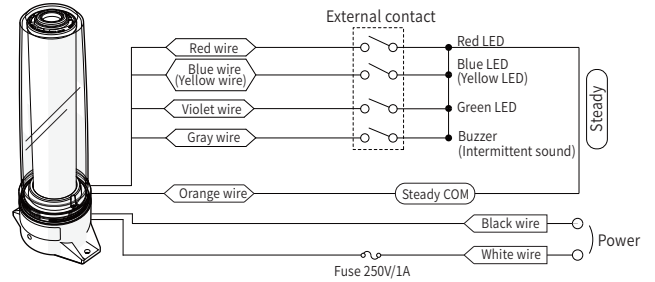 External contact
Red wire
Red LED
Blue wire
(Yellow wire)
Blue LED
(Yellow LED)
Violet wire
Green LED
Gray wire
Buzzer
(Intermittent sound)
Steady
Orange wire
Steady COM
Black wire
White wire
Power
Fuse 250V/1A